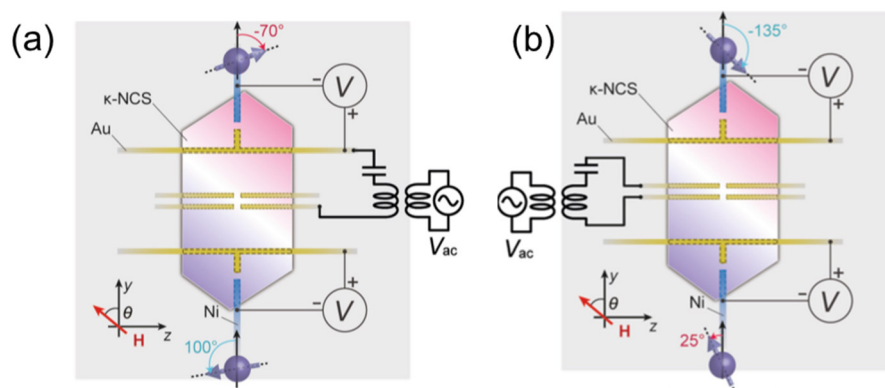 (a)
-70°
κ-NCS
Au
V
−
+
Vac
+
−
V
Ni
y
θ
H
z
100°
(b)
-135°
κ-NCS
Au
V
−
+
Vac
+
−
V
Ni
y
θ
H
z
25°